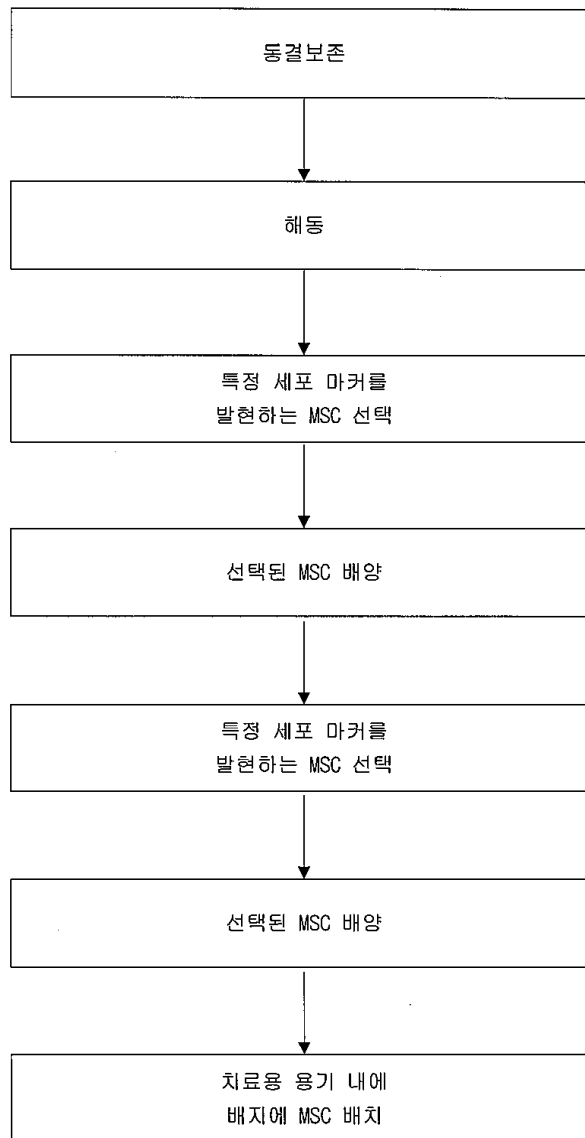 동결보존
해동
특정 세포 마커를
발현하는 MSC 선택
선택된 MSC 배양
특정 세포 마커를
발현하는 MSC 선택
선택된 MSC 배양
치료용 용기 내에
배지에 MSC 배치